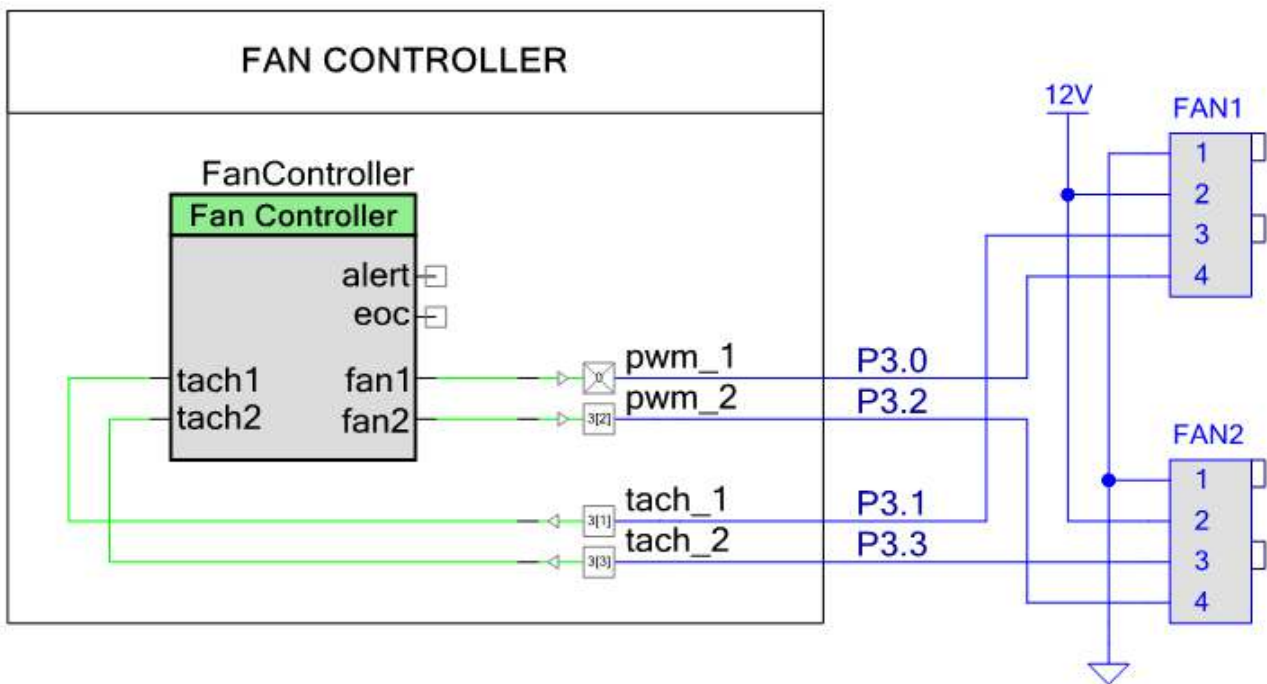 FAN CONTROLLER
12V
FAN1
1
2
3
4
FanController
Fan Controller
alert
eoc
tach1
tach2
fan1
fan2
0
pwm_1
P3.0
3[2]
pwm_2
P3.2
3[1]
tach_1
P3.1
3[3]
tach_2
P3.3
FAN2
1
2
3
4